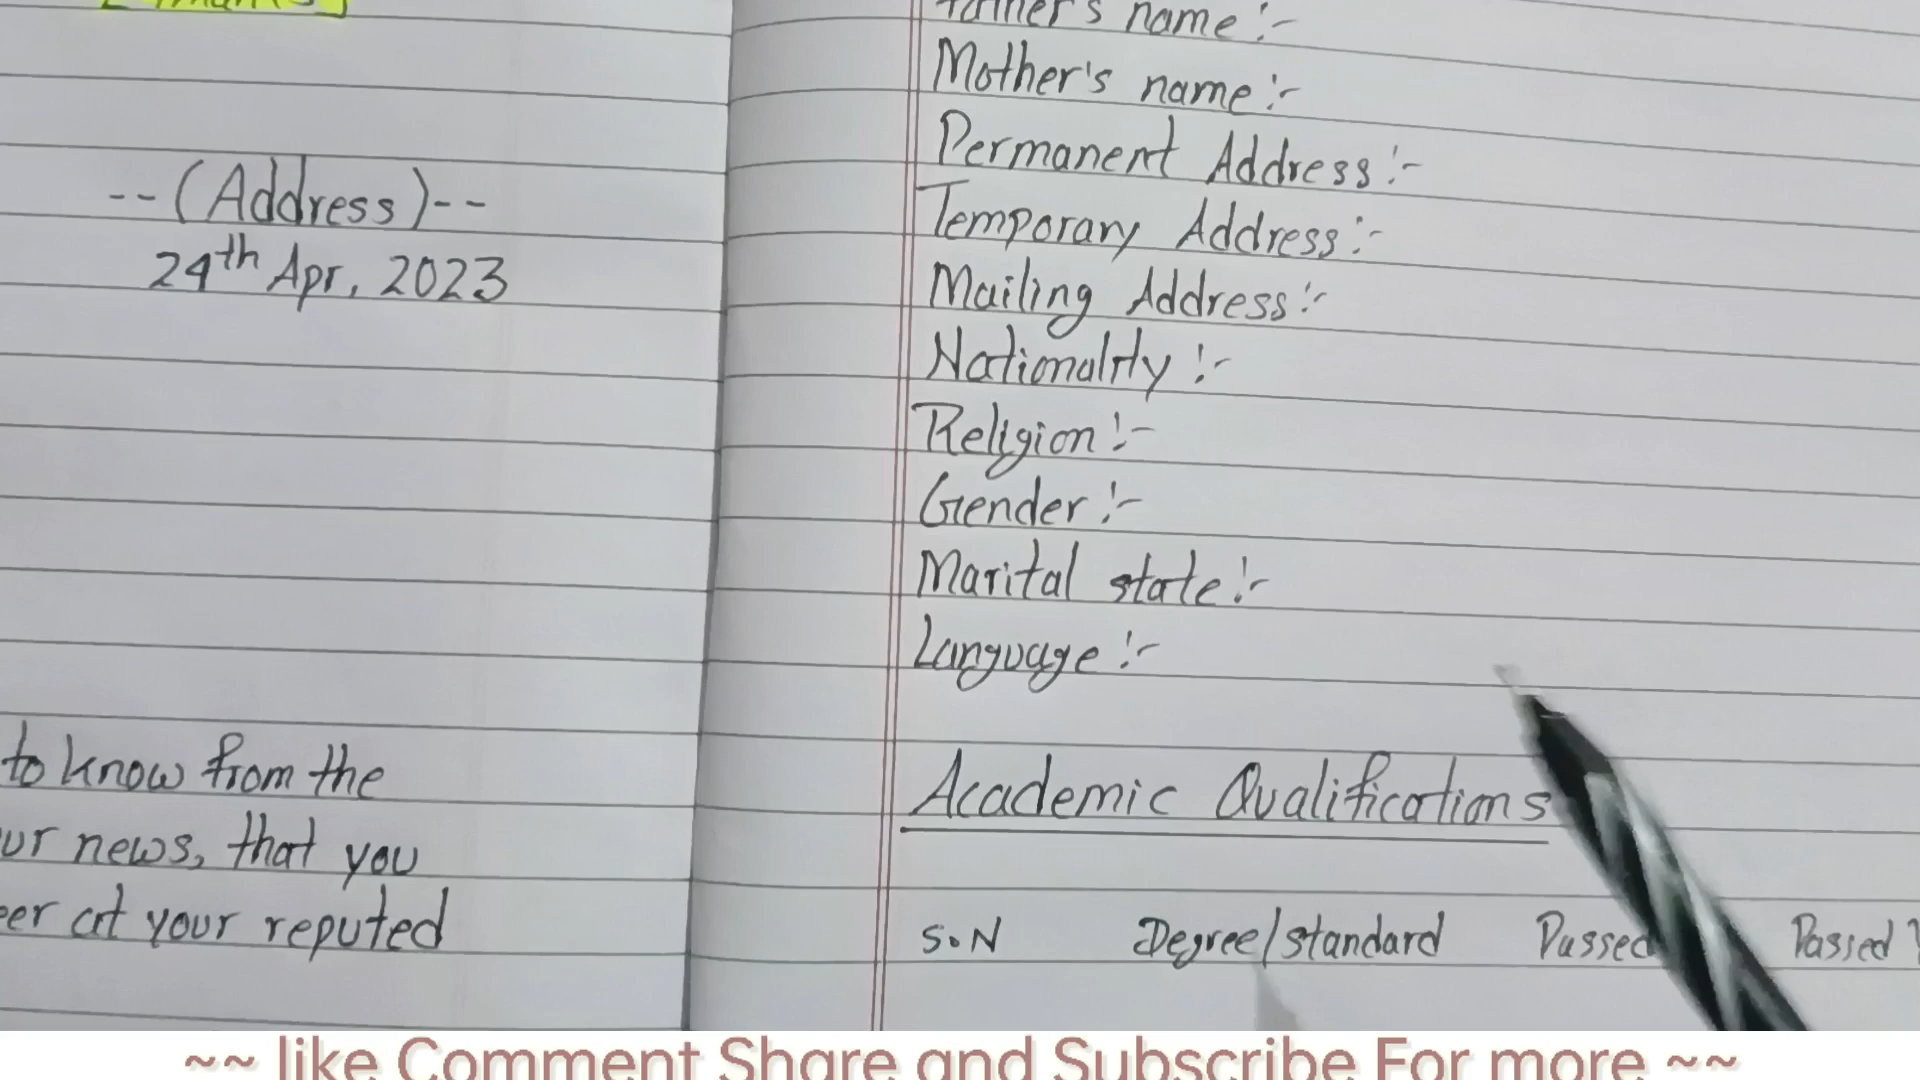 --(Address)--
24th Apr, 2023
to know from the
ur news, that you
er at your reputed
Father's name :-
Mother's name :-
Permanent Address :-
Temporary Address :-
Mailing Address :-
Nationality :-
Religion :-
Gender :-
Marital state :-
Language :-
Academic Qualifications
S.N Degree/standard Passed Passed
~~ like Comment Share and Subscribe For more ~~